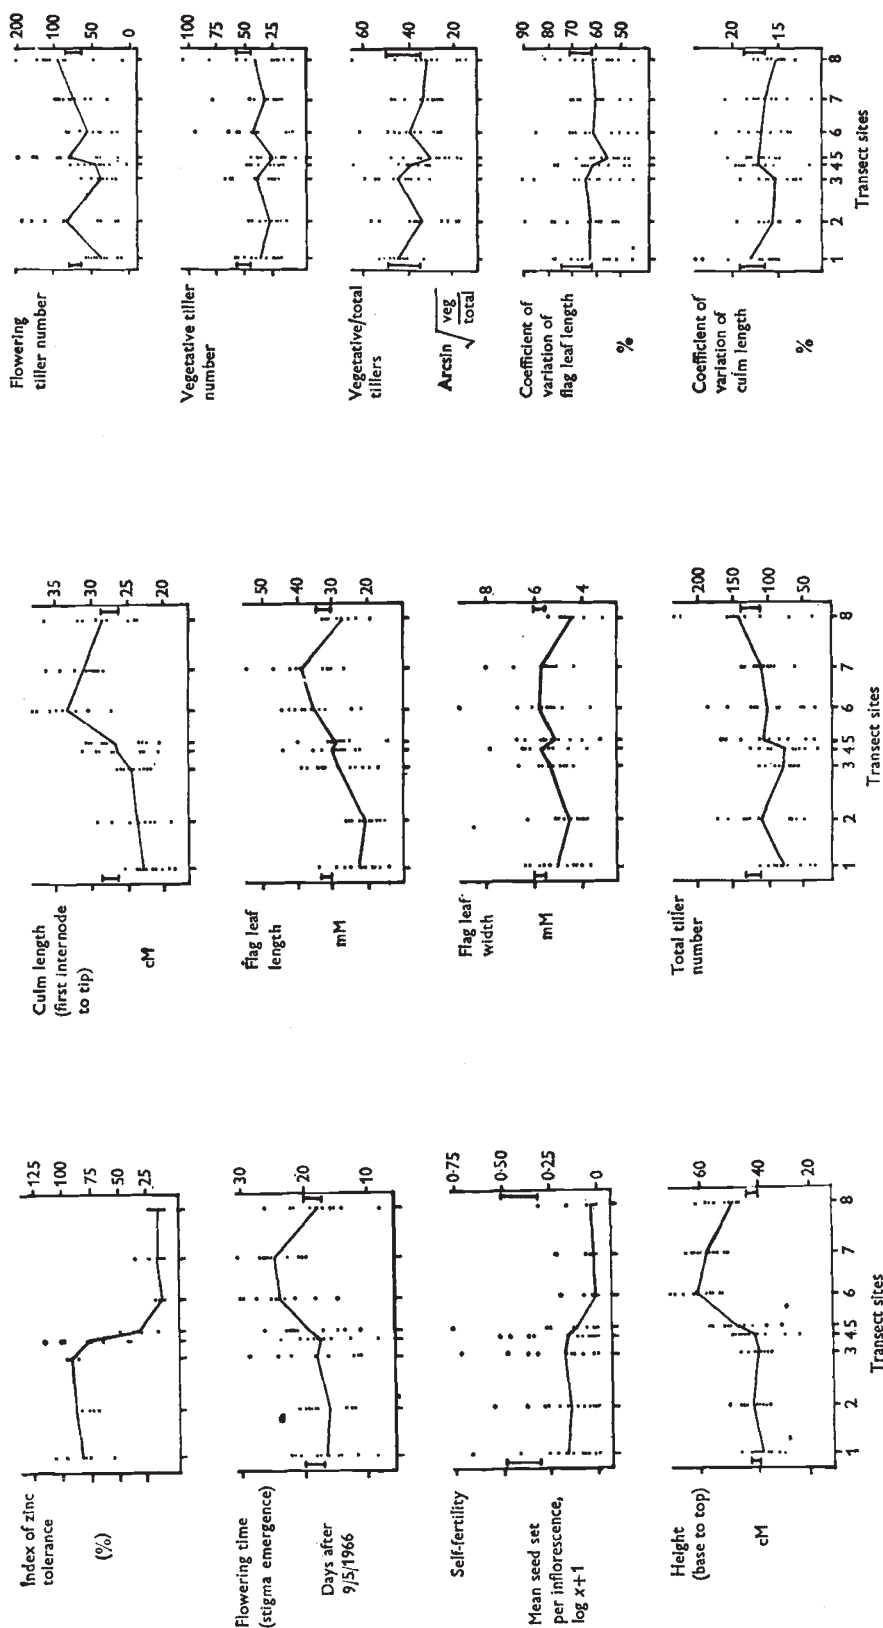 Index of zinc
tolerance
(%)
125
100
75
50
25
Flowering time
(stigma emergence)
Days after
9/5/1966
30
20
10
Self-fertility
Mean seed set
per inflorescence,
log x+1
0·75
0·50
0·25
0
Height
(base to top)
cM
60
40
20
1 2 3 4 5 6 7 8
Transect sites
Culm length
(first internode
to tip)
cM
35
30
25
20
Flag leaf
length
mM
50
40
30
20
Flag leaf
width
mM
8
6
4
Total tiller
number
200
150
100
50
1 2 3 4 5 6 7 8
Transect sites
Flowering
tiller number
200
100
50
0
Vegetative tiller
number
100
75
50
25
Vegetative/total
tillers
Arcsin √ veg
total
60
40
20
Coefficient of
variation of
flag leaf length
%
90
80
70
60
50
Coefficient of
variation of
culm length
%
20
15
1 2 3 4 5 6 7 8
Transect sites